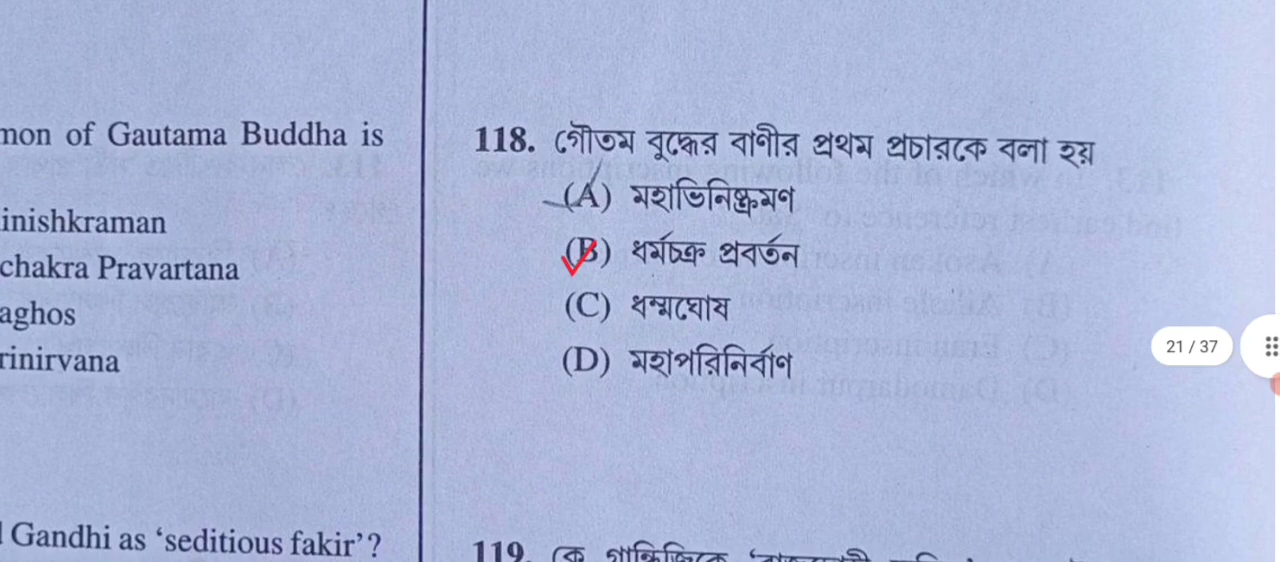 mon of Gautama Buddha is
inishkraman
chakra Pravartana
aghos
rinirvana
Gandhi as ‘seditious fakir’?
118. গৌতম বুদ্ধের বাণীর প্রথম প্রচারকে বলা হয়
(A) মহাভিনিষ্ক্রমণ
(B) ধর্মচক্র প্রবর্তন
(C) ধম্মঘোষ
(D) মহাপরিনির্বাণ
119. কে গান্ধিজিকে
21 / 37